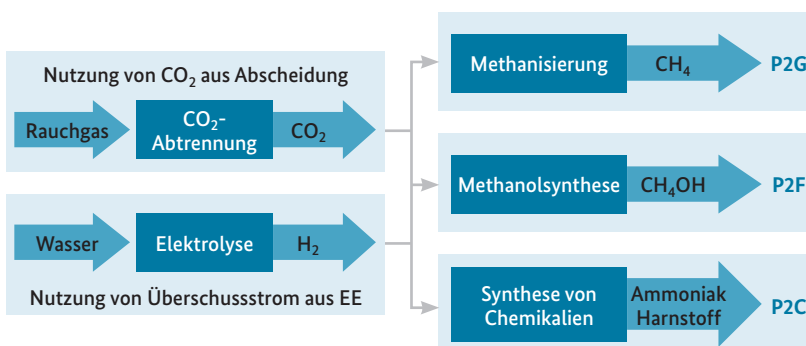 Nutzung von CO₂ aus Abscheidung
Rauchgas
CO₂-
Abtrennung
CO₂
Wasser
Elektrolyse
H₂
Nutzung von Überschussstrom aus EE
Methanisierung
CH₄
P2G
Methanolsynthese
CH₄OH
P2F
Synthese von
Chemikalien
Ammoniak
Harnstoff
P2C